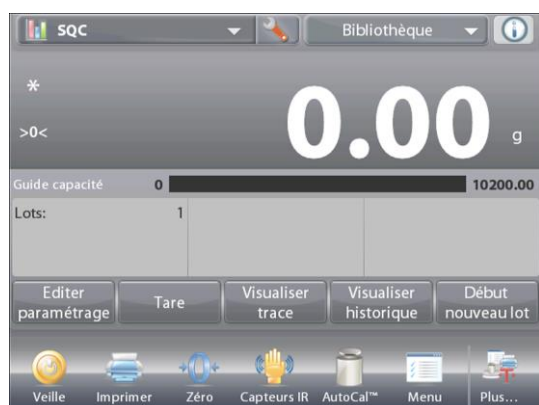 SQC Bibliothèque
*
>0<
0.00 g
Guide capacité 0 10200.00
Lots: 1
Editer paramétrage
Tare
Visualiser trace
Visualiser historique
Début nouveau lot
Veille Imprimer Zéro Capteurs IR AutoCal™ Menu Plus...